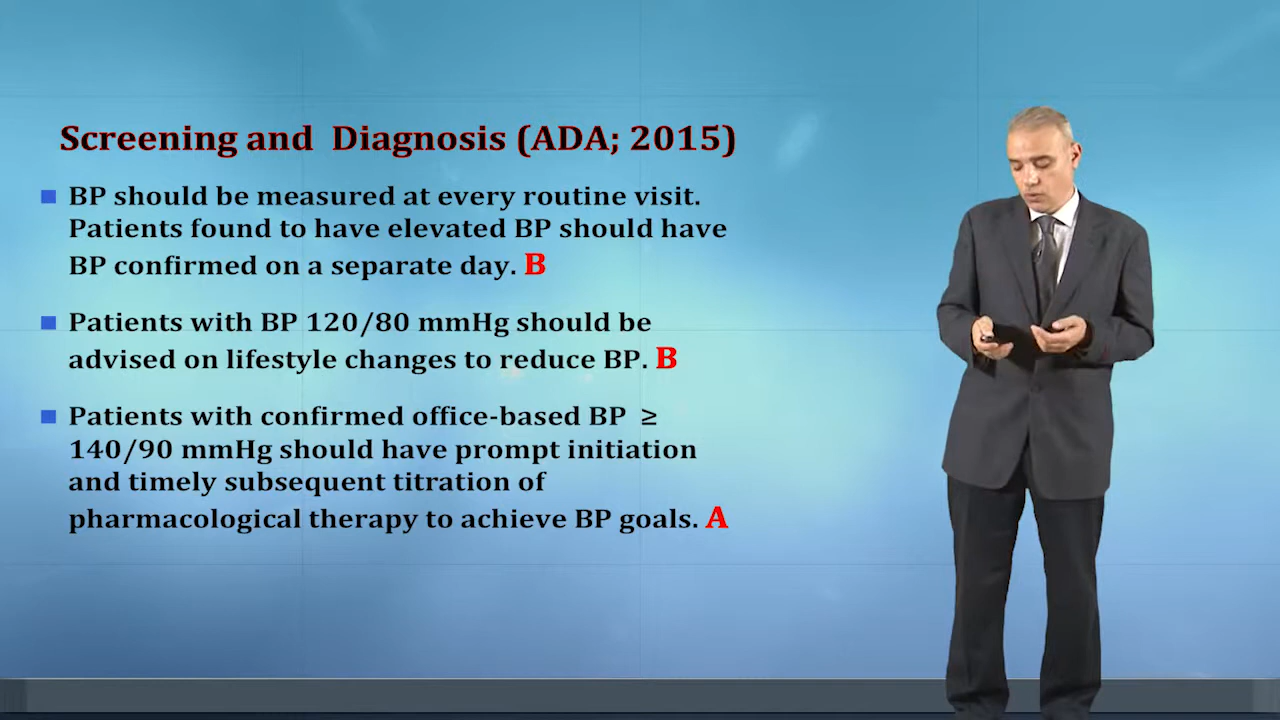 Screening and Diagnosis (ADA; 2015)
BP should be measured at every routine visit.
Patients found to have elevated BP should have
BP confirmed on a separate day. B
Patients with BP 120/80 mmHg should be
advised on lifestyle changes to reduce BP. B
Patients with confirmed office-based BP ≥
140/90 mmHg should have prompt initiation
and timely subsequent titration of
pharmacological therapy to achieve BP goals. A